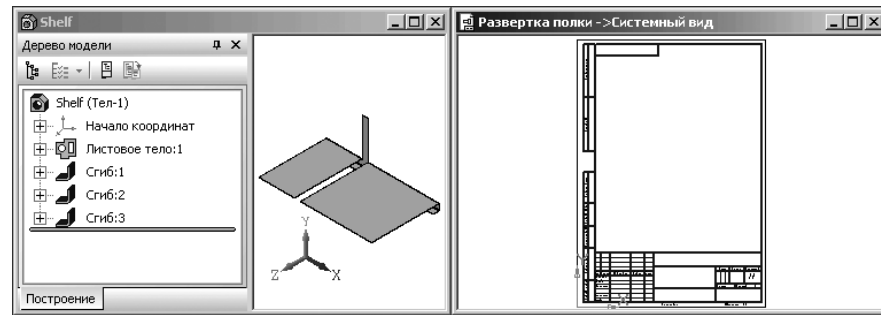 Shelf
Дерево модели
Shelf (Тел-1)
Начало координат
Листовое тело:1
Сгиб:1
Сгиб:2
Сгиб:3
Построение
Y
Z
X
Развертка полки ->Системный вид